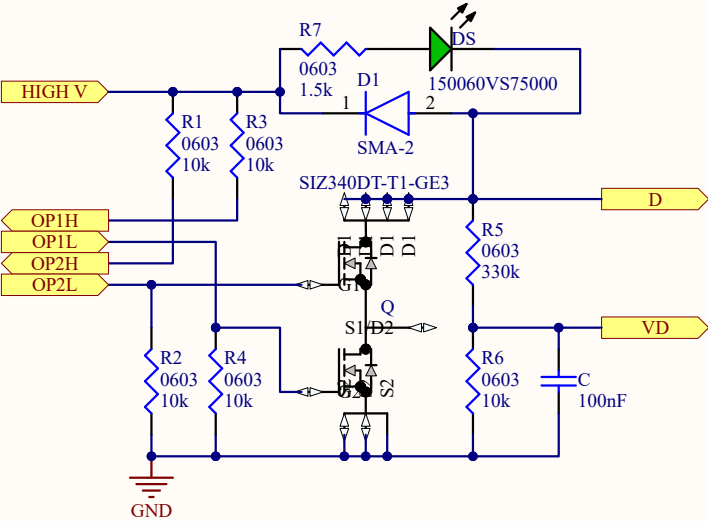 R7
0603
1.5k
DS
150060VS75000
HIGH V
D1
1
2
SMA-2
R1
0603
10k
R3
0603
10k
SIZ340DT-T1-GE3
D
OP1H
OP1L
OP2H
OP2L
D1
D1
D1
D1
R5
0603
330k
G1
Q
S1/D2
VD
R2
0603
10k
R4
0603
10k
G2
S2
R6
0603
10k
C
100nF
GND